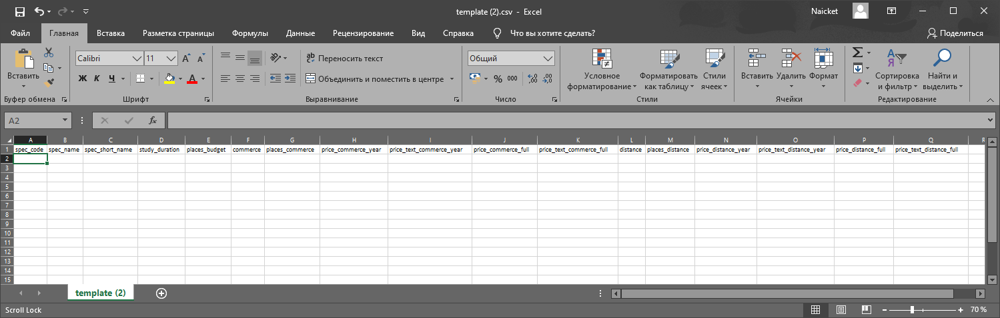 template (2).csv - Excel
Naicket
Файл Главная Вставка Разметка страницы Формулы Данные Рецензирование Вид Справка Что вы хотите сделать? Поделиться
Вставить
Буфер обмена
Calibri 11
Ж К Ч
Шрифт
Переносить текст
Объединить и поместить в центре
Выравнивание
Общий
% 000
Число
Условное форматирование
Форматировать как таблицу
Стили ячеек
Стили
Вставить Удалить Формат
Ячейки
Сортировка и фильтр
Найти и выделить
Редактирование
A2
fx
A B C D E F G H I J K L M N O P Q R
1 spec_code spec_name spec_short_name study_duration places_budget commerce places_commerce price_commerce_year price_text_commerce_year price_commerce_full price_text_commerce_full distance places_distance price_distance_year price_text_distance_year price_distance_full price_text_distance_full
2
3
4
5
6
7
8
9
10
11
12
13
14
15
template (2)
Scroll Lock
70 %